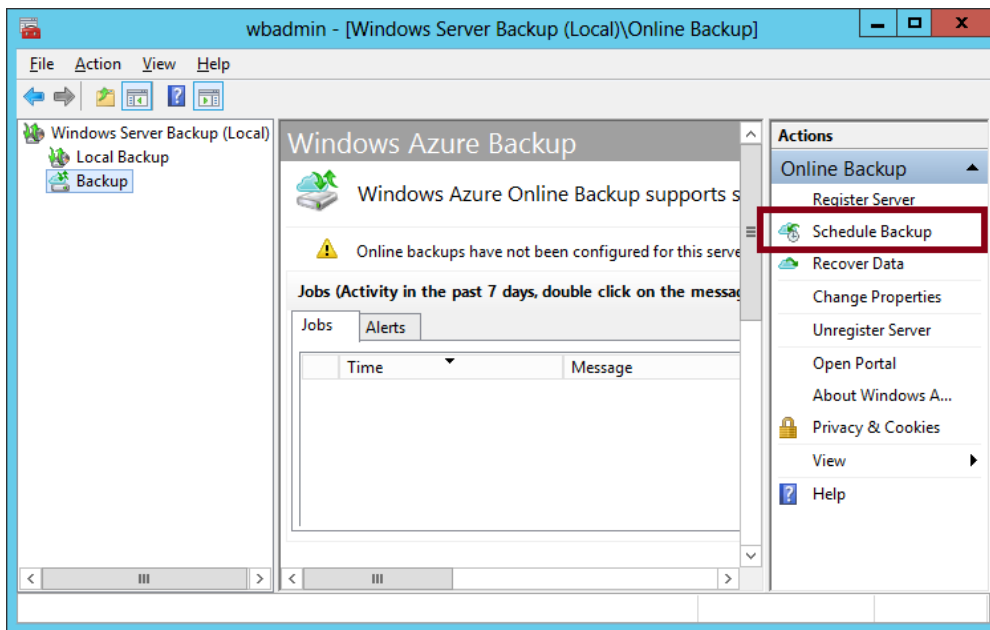 wbadmin - [Windows Server Backup (Local)\Online Backup]
File Action View Help
Windows Server Backup (Local)
Local Backup
Backup
Windows Azure Backup
Windows Azure Online Backup supports s
Online backups have not been configured for this serve
Jobs (Activity in the past 7 days, double click on the messag
Jobs Alerts
Time Message
Actions
Online Backup
Register Server
Schedule Backup
Recover Data
Change Properties
Unregister Server
Open Portal
About Windows A...
Privacy & Cookies
View
Help